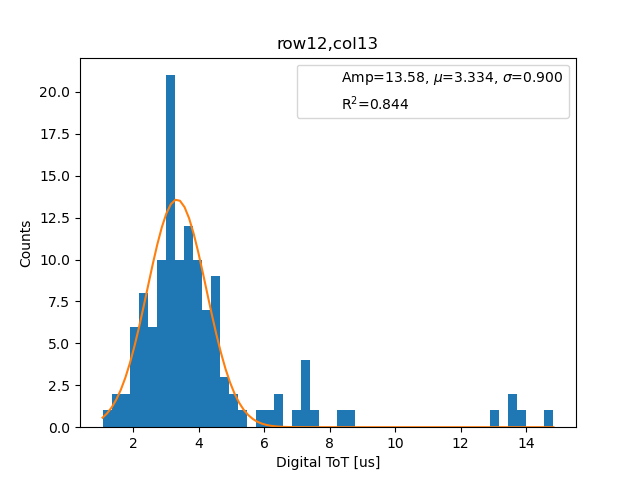 row12,col13
Amp=13.58, μ=3.334, σ=0.900
R²=0.844
Counts
20.0
17.5
15.0
12.5
10.0
7.5
5.0
2.5
0.0
2 4 6 8 10 12 14
Digital ToT [us]